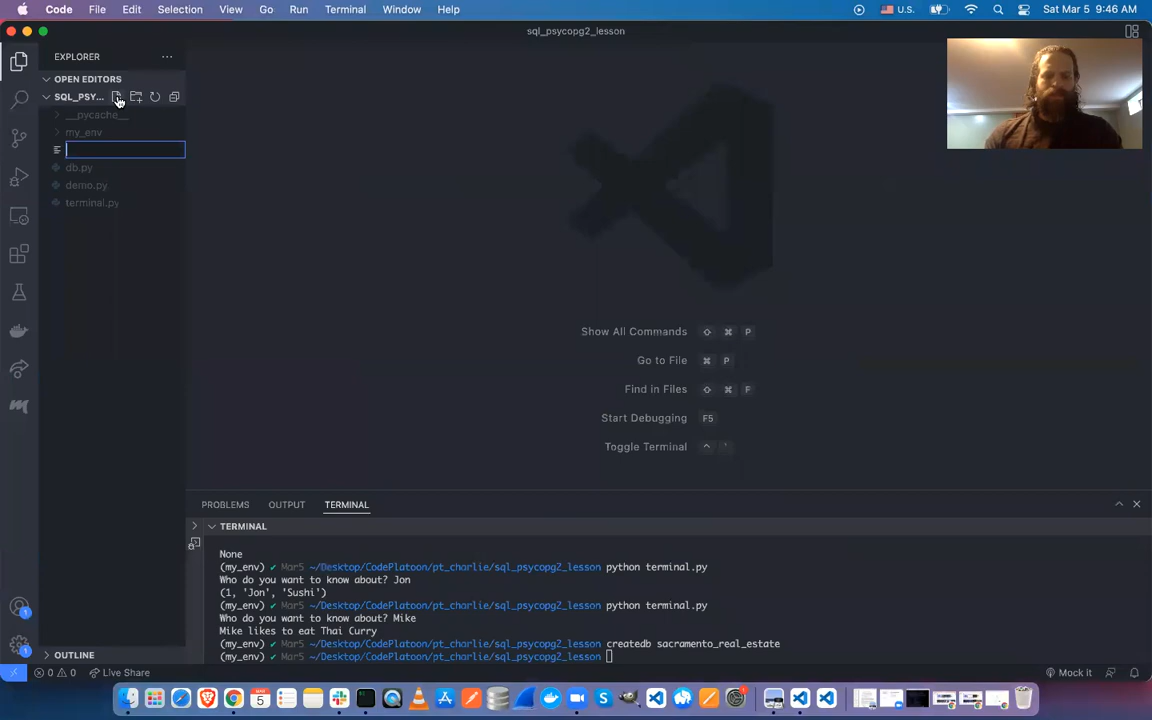 Code File Edit Selection View Go Run Terminal Window Help
U.S. Sat Mar 5 9:46 AM
sql_psycopg2_lesson
EXPLORER ...
OPEN EDITORS
SQL_PSY...
__pycache__
my_env
db.py
demo.py
terminal.py
Show All Commands ⇧ ⌘ P
Go to File ⌘ P
Find in Files ⇧ ⌘ F
Start Debugging F5
Toggle Terminal ^ `
PROBLEMS OUTPUT TERMINAL
TERMINAL
None
(my_env) ✔ Mar5 ~/Desktop/CodePlatoon/pt_charlie/sql_psycopg2_lesson python terminal.py
Who do you want to know about? Jon
(1, 'Jon', 'Sushi')
(my_env) ✔ Mar5 ~/Desktop/CodePlatoon/pt_charlie/sql_psycopg2_lesson python terminal.py
Who do you want to know about? Mike
Mike likes to eat Thai Curry
(my_env) ✔ Mar5 ~/Desktop/CodePlatoon/pt_charlie/sql_psycopg2_lesson createdb sacramento_real_estate
(my_env) ✔ Mar5 ~/Desktop/CodePlatoon/pt_charlie/sql_psycopg2_lesson
1
1
OUTLINE
0 0 Live Share
Mock it